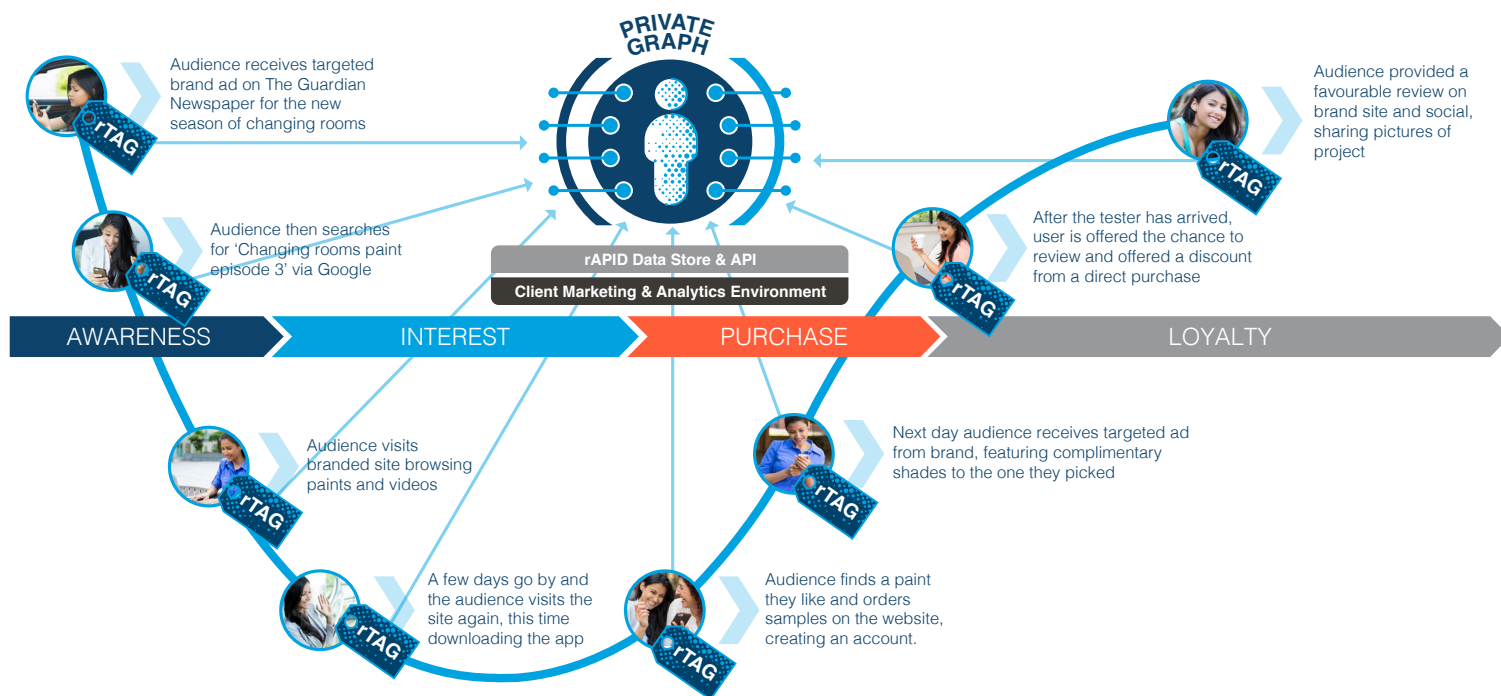 PRIVATE
GRAPH
Audience receives targeted
brand ad on The Guardian
Newspaper for the new
season of changing rooms
rTAG
Audience provided a
favourable review on
brand site and social,
sharing pictures of
project
rTAG
Audience then searches
for ‘Changing rooms paint
episode 3’ via Google
rTAG
After the tester has arrived,
user is offered the chance to
review and offered a discount
from a direct purchase
rTAG
rAPID Data Store & API
Client Marketing & Analytics Environment
AWARENESS
INTEREST
PURCHASE
LOYALTY
Audience visits
branded site browsing
paints and videos
rTAG
Next day audience receives targeted ad
from brand, featuring complimentary
shades to the one they picked
rTAG
A few days go by and
the audience visits the
site again, this time
downloading the app
rTAG
Audience finds a paint
they like and orders
samples on the website,
creating an account.
rTAG